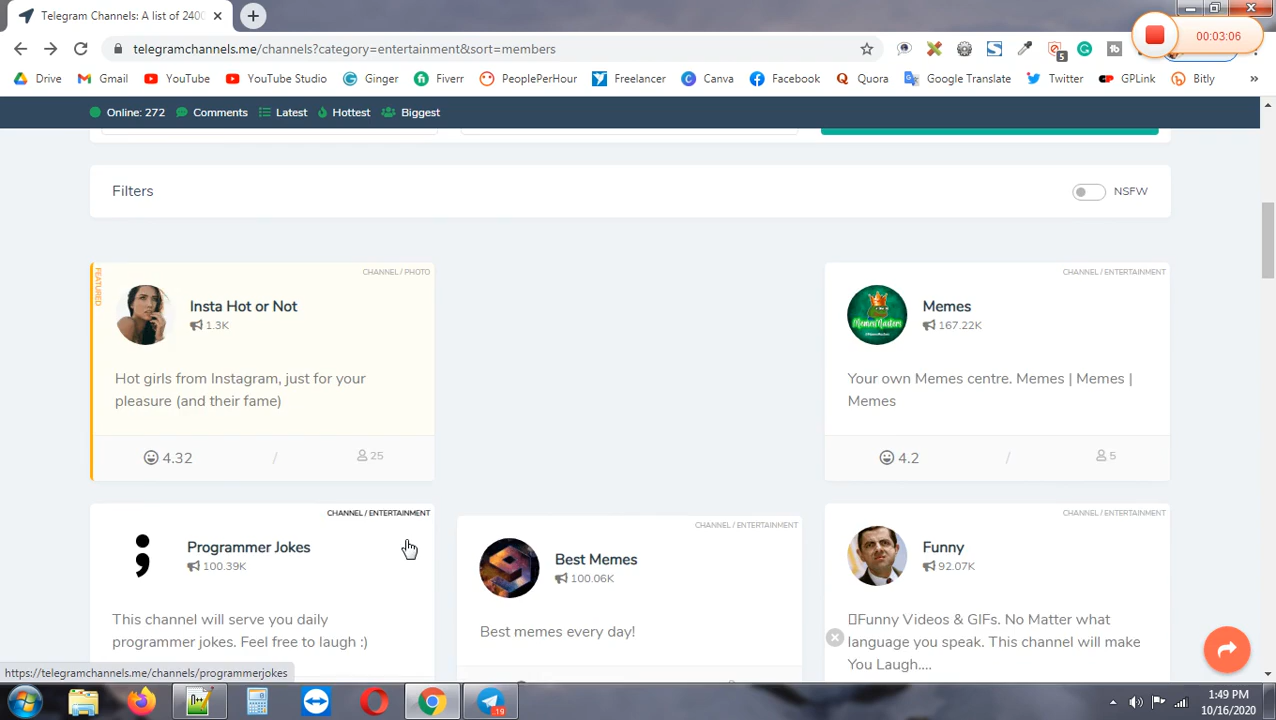 Telegram Channels: A list of 2400
00:03:06
telegramchannels.me/channels?category=entertainment&sort=members
5
Drive
Gmail
YouTube
YouTube Studio
Ginger
Fiverr
PeoplePerHour
Freelancer
Canva
Facebook
Quora
Google Translate
Twitter
GPLink
Bitly
»
Online: 272
Comments
Latest
Hottest
Biggest
Filters
NSFW
FEATURED
CHANNEL / PHOTO
Insta Hot or Not
1.3K
Hot girls from Instagram, just for your
pleasure (and their fame)
4.32 / 25
CHANNEL / ENTERTAINMENT
Memes
167.22K
Your own Memes centre. Memes | Memes |
Memes
4.2 / 5
CHANNEL / ENTERTAINMENT
;
Programmer Jokes
100.39K
This channel will serve you daily
programmer jokes. Feel free to laugh :)
CHANNEL / ENTERTAINMENT
Best Memes
100.06K
Best memes every day!
CHANNEL / ENTERTAINMENT
Funny
92.07K
Funny Videos & GIFs. No Matter what
language you speak. This channel will make
You Laugh....
https://telegramchannels.me/channels/programmerjokes
Dw
19
1:49 PM
10/16/2020